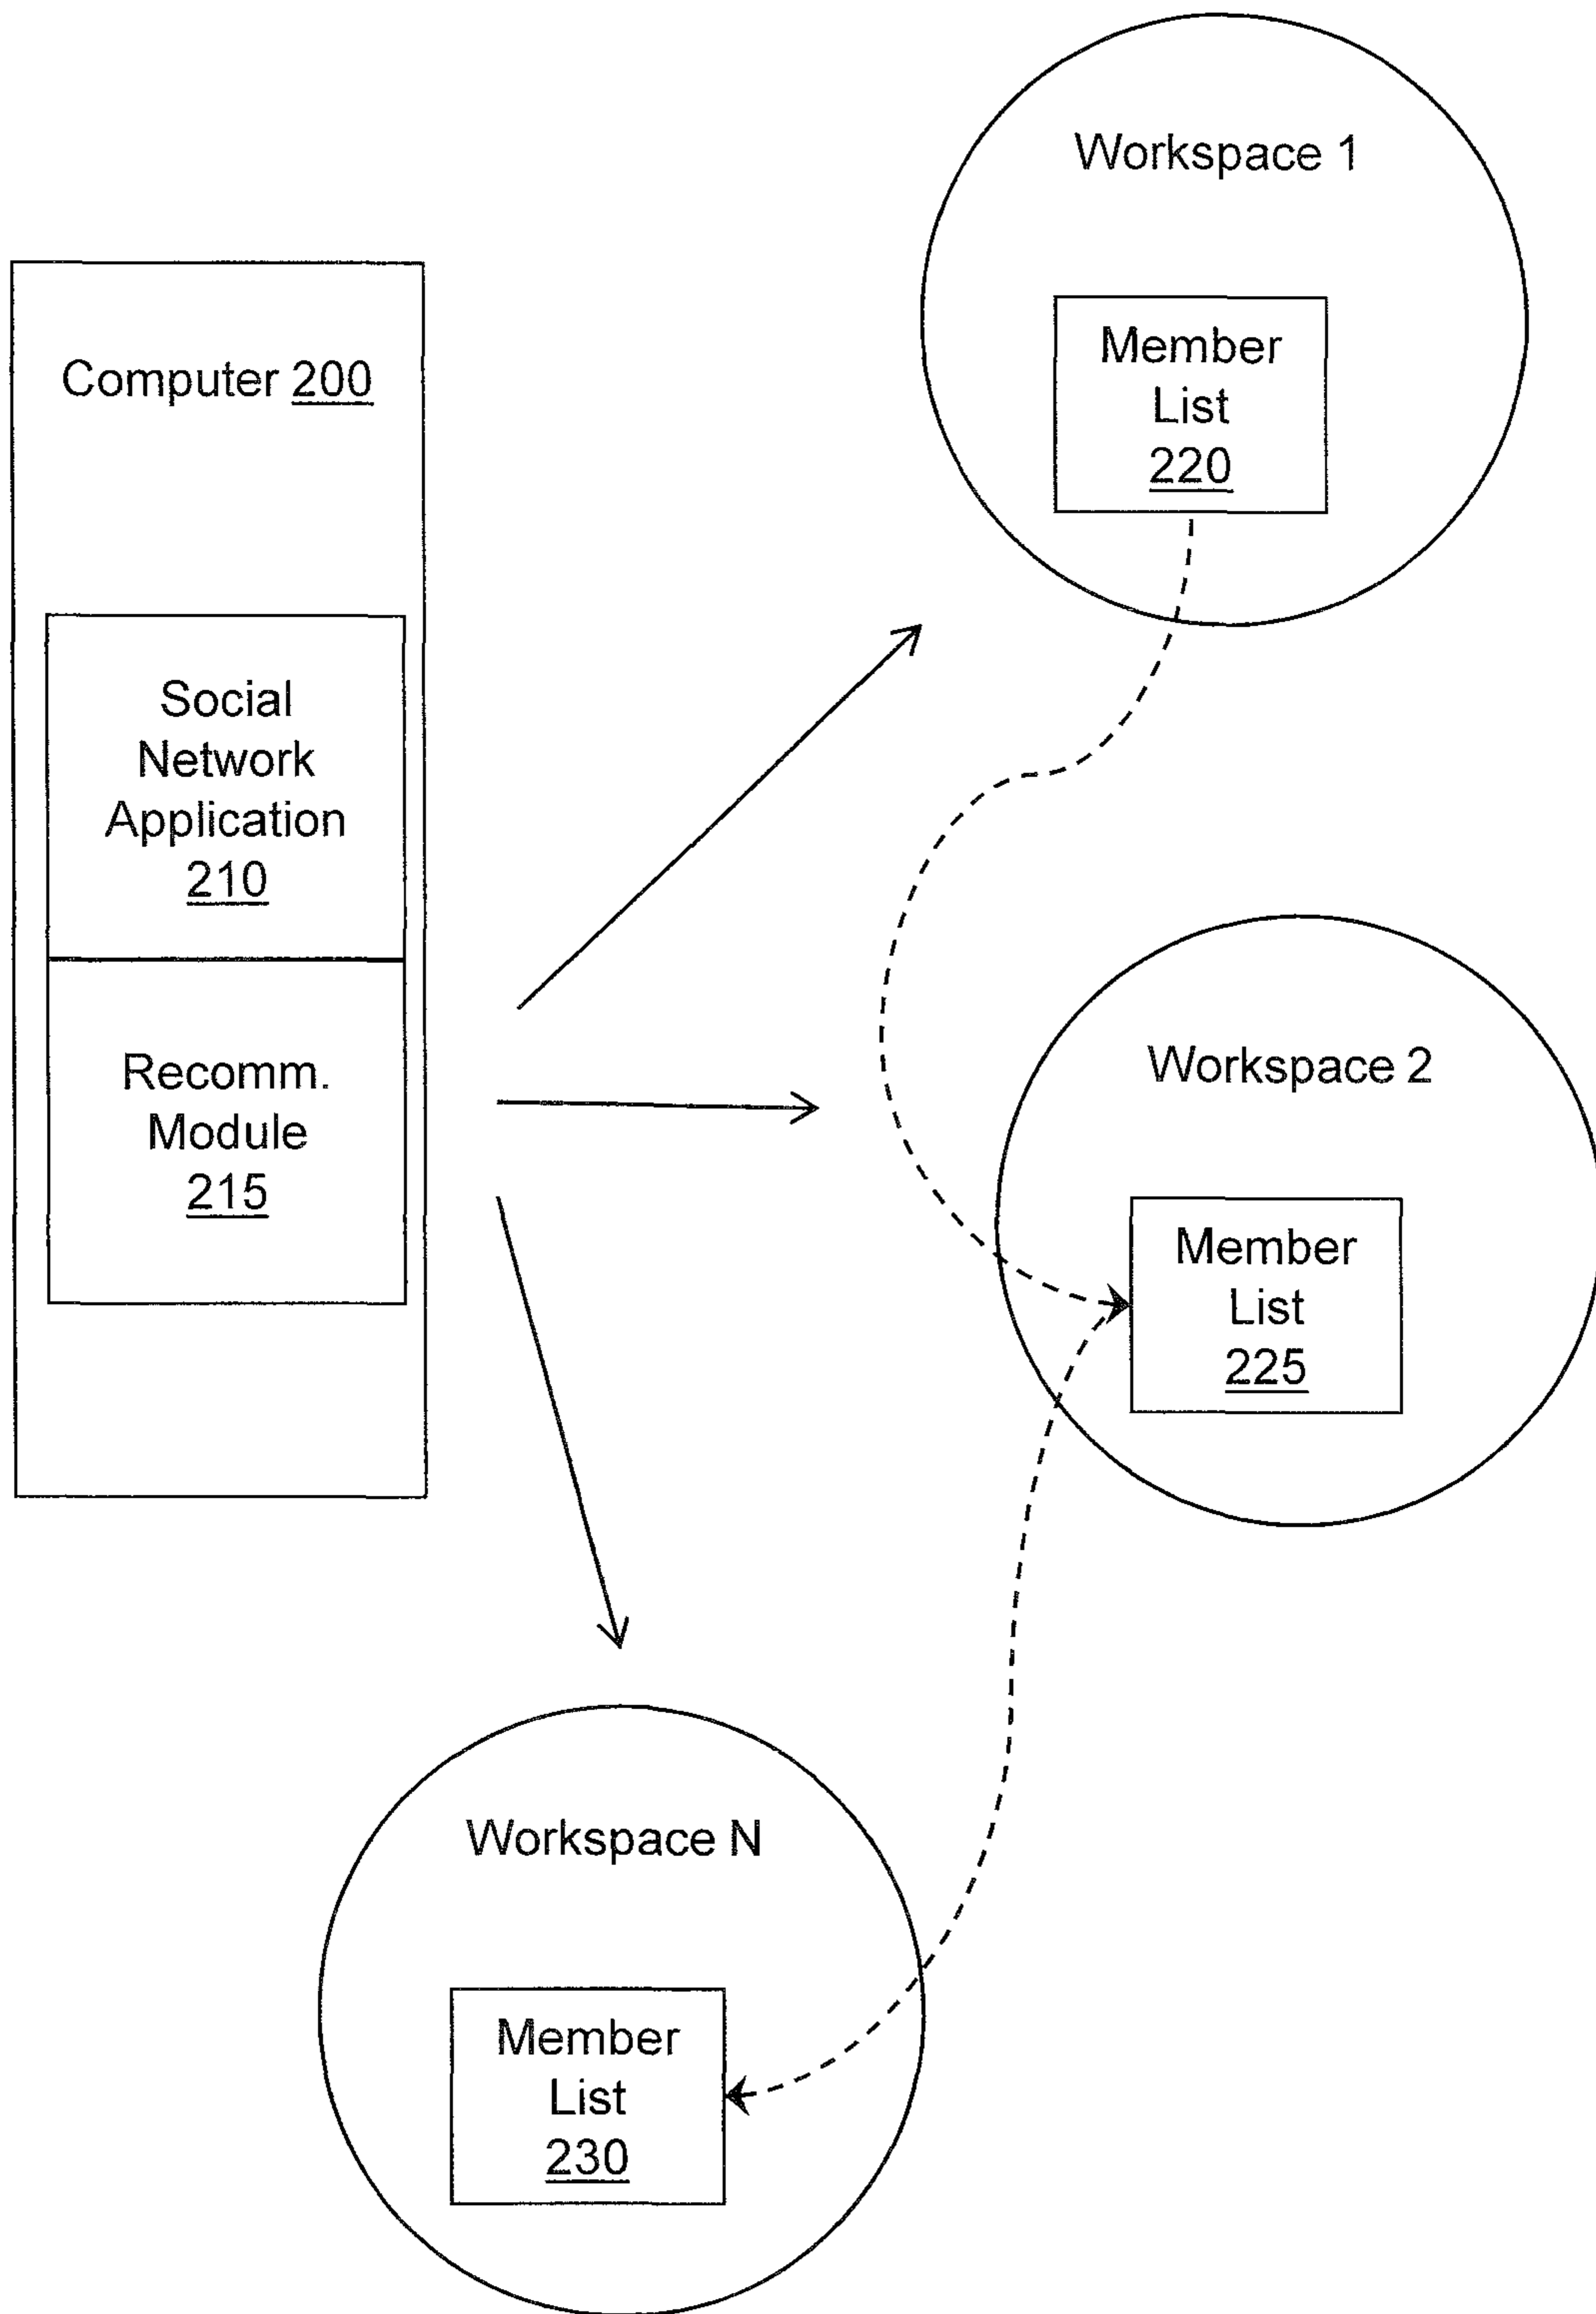 Computer 200
Social
Network
Application
210
Recomm.
Module
215
Workspace 1
Member
List
220
Workspace 2
Member
List
225
Workspace N
Member
List
230